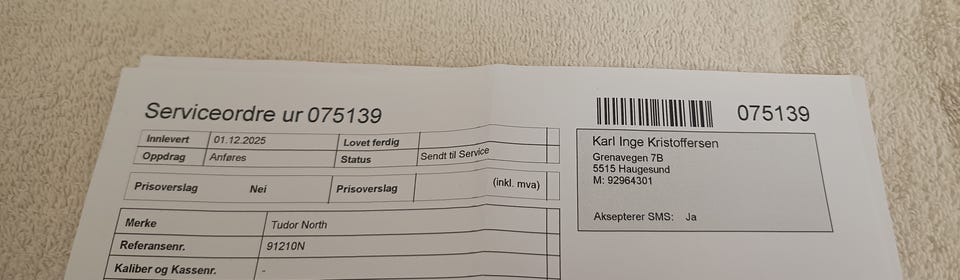 Serviceordre ur 075139
Innlevert 01.12.2025 Lovet ferdig
Oppdrag Anføres Status Sendt til Service
Prisoverslag Nei Prisoverslag (inkl. mva)
Merke Tudor North
Referansenr. 91210N
Kaliber og Kassenr. -
075139
Karl Inge Kristoffersen
Grenavegen 7B
5515 Haugesund
M: 92964301
Aksepterer SMS: Ja